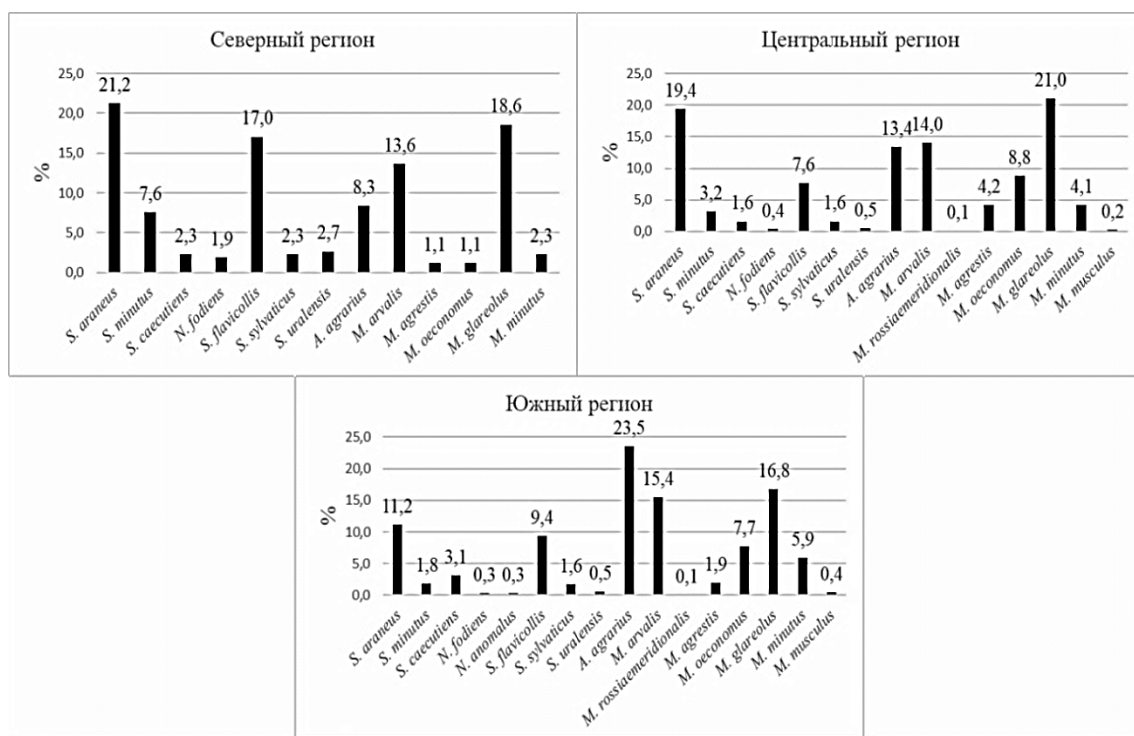 Северный регион
%
25,0
20,0
15,0
10,0
5,0
0,0
21,2
7,6
2,3
1,9
17,0
2,3
2,7
8,3
13,6
1,1
1,1
18,6
2,3
S. araneus
S. minutus
S. caecutiens
N. fodiens
S. flavicollis
S. sylvaticus
S. uralensis
A. agrarius
M. arvalis
M. agrestis
M. oeconomus
M. glareolus
M. minutus
Центральный регион
%
25,0
20,0
15,0
10,0
5,0
0,0
19,4
3,2
1,6
0,4
7,6
1,6
0,5
13,4
14,0
0,1
4,2
8,8
21,0
4,1
0,2
S. araneus
S. minutus
S. caecutiens
N. fodiens
S. flavicollis
S. sylvaticus
S. uralensis
A. agrarius
M. arvalis
M. rossiaemeridionalis
M. agrestis
M. oeconomus
M. glareolus
M. minutus
M. musculus
Южный регион
%
25,0
20,0
15,0
10,0
5,0
0,0
11,2
1,8
3,1
0,3
0,3
9,4
1,6
0,5
23,5
15,4
0,1
1,9
7,7
16,8
5,9
0,4
S. araneus
S. minutus
S. caecutiens
N. fodiens
N. anomalus
S. flavicollis
S. sylvaticus
S. uralensis
A. agrarius
M. arvalis
M. rossiaemeridionalis
M. agrestis
M. oeconomus
M. glareolus
M. minutus
M. musculus